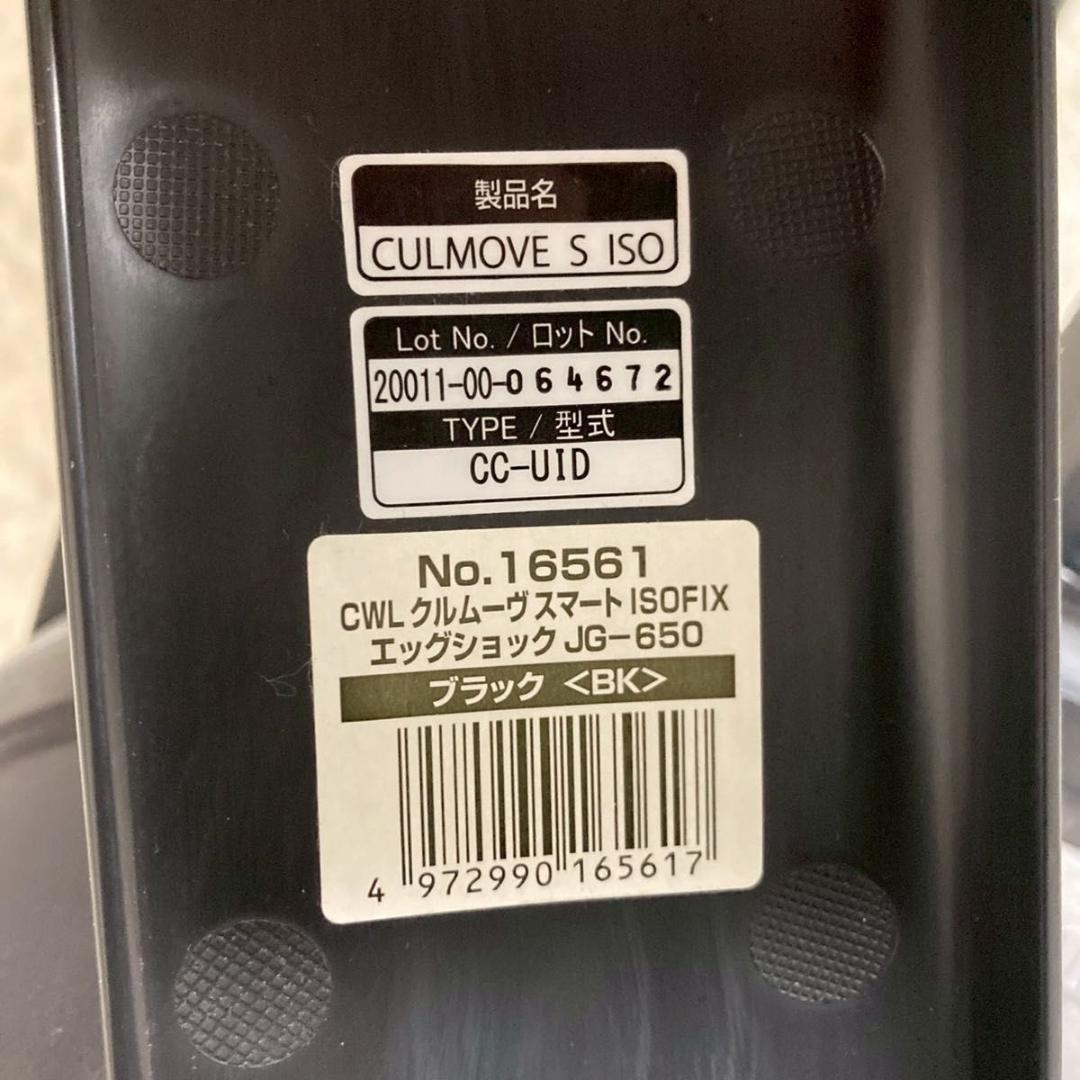 製品名
CULMOVE S ISO
Lot No. / ロット No.
20011-00-064672
TYPE / 型式
CC-UID
No.16561
CWL クルムーヴ スマート ISOFIX
エッグショック JG-650
ブラック <BK>
4 972990 165617